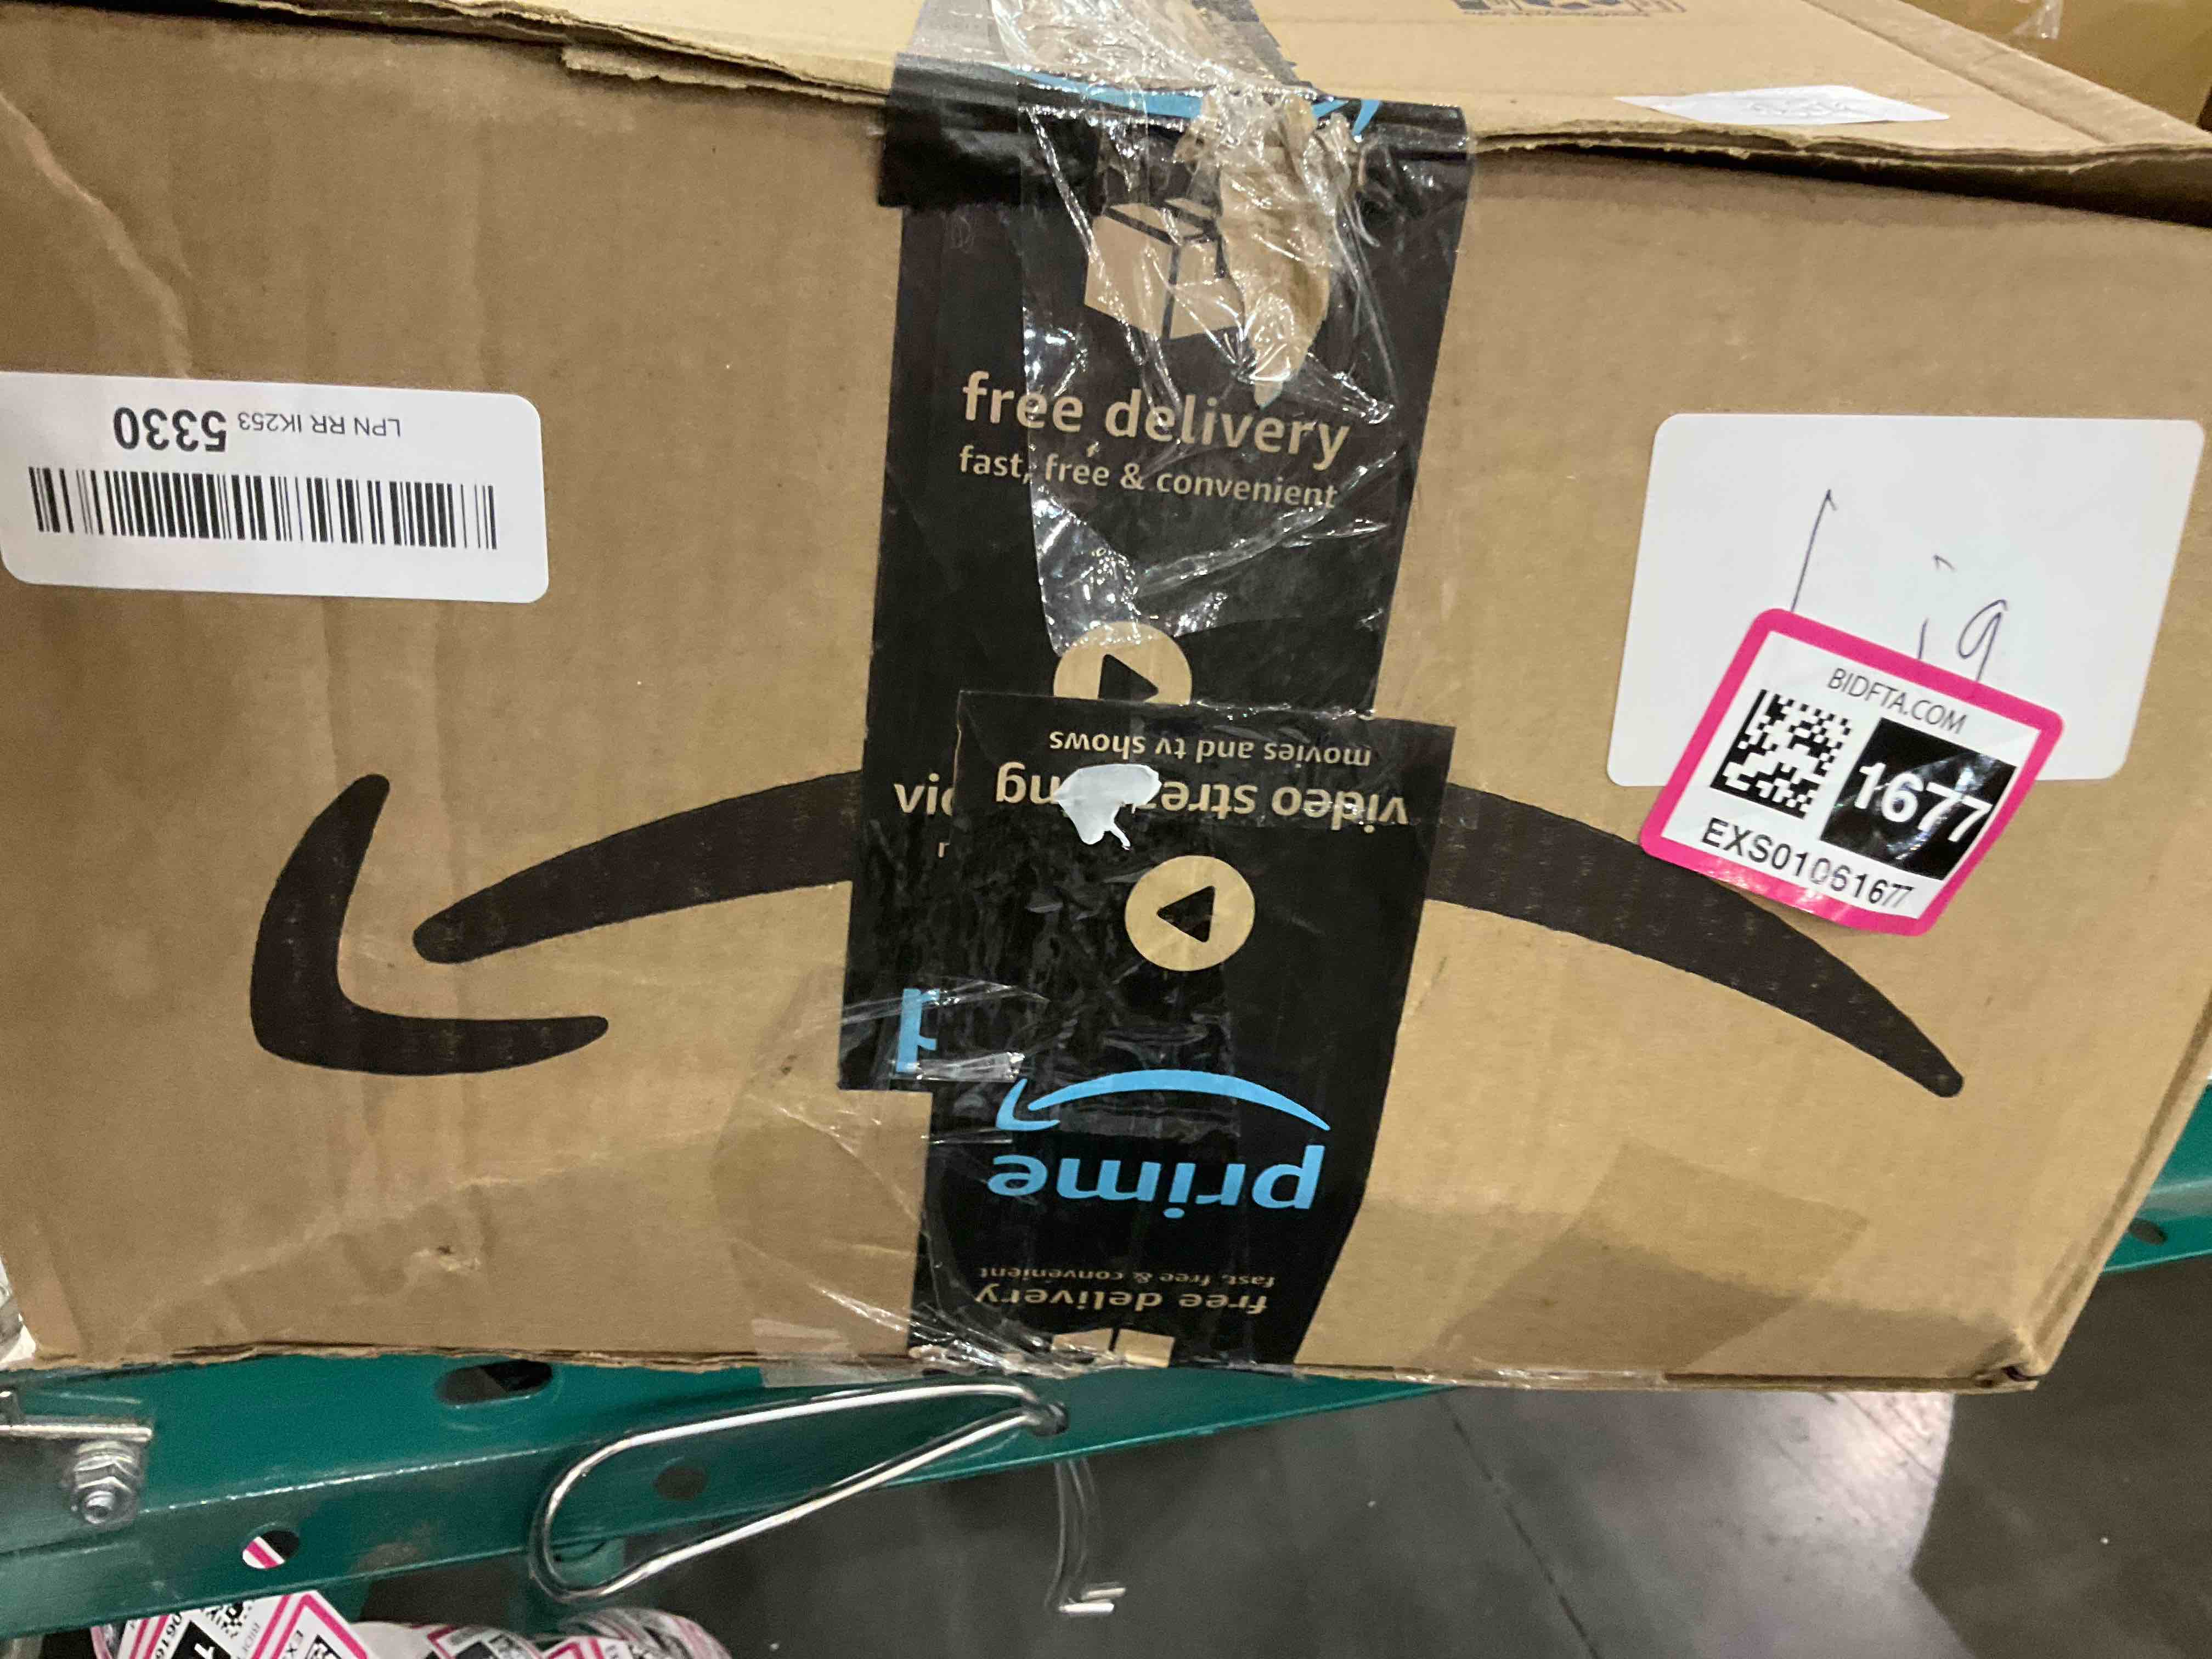 LPN RR IK253 5330
free delivery
fast, free & convenient
movies and tv shows
video
prime
fast, free & convenient
free delivery
BIDFTA.COM
1677
EXS01061677